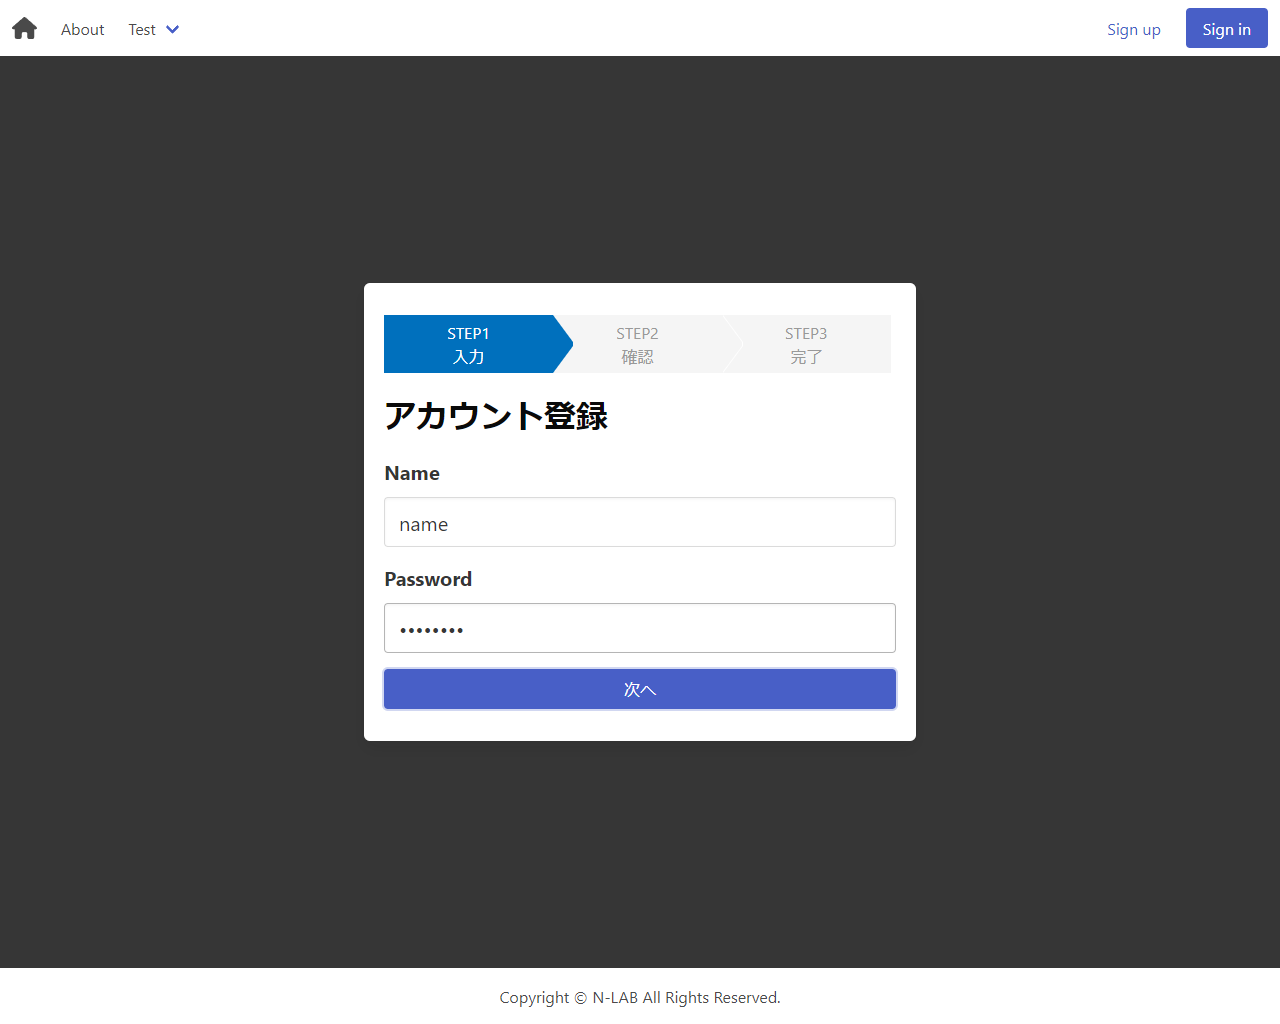 About
Test
Sign up
Sign in
STEP1
入力
STEP2
確認
STEP3
完了
アカウント登録
Name
name
Password
••••••••
次へ
Copyright © N-LAB All Rights Reserved.